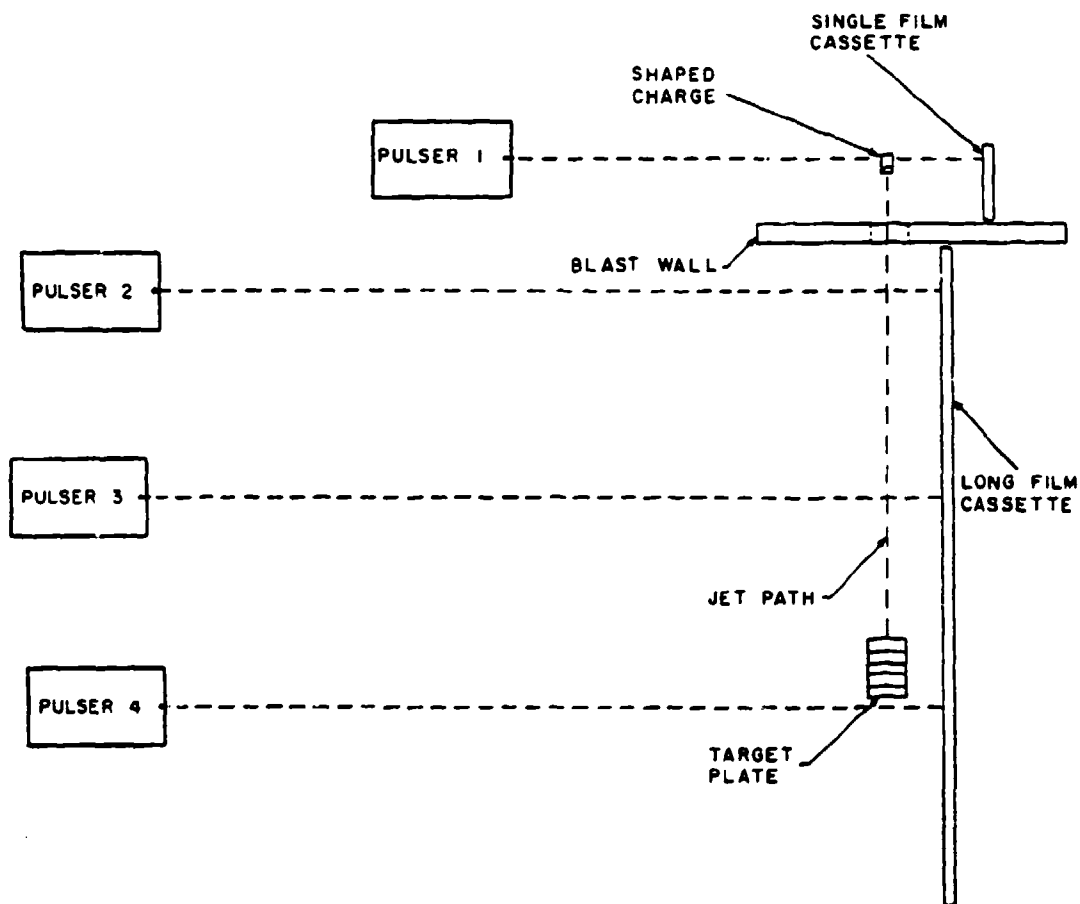 SINGLE FILM
CASSETTE
SHAPED
CHARGE
PULSER 1
BLAST WALL
PULSER 2
PULSER 3
LONG FILM
CASSETTE
JET PATH
PULSER 4
TARGET
PLATE